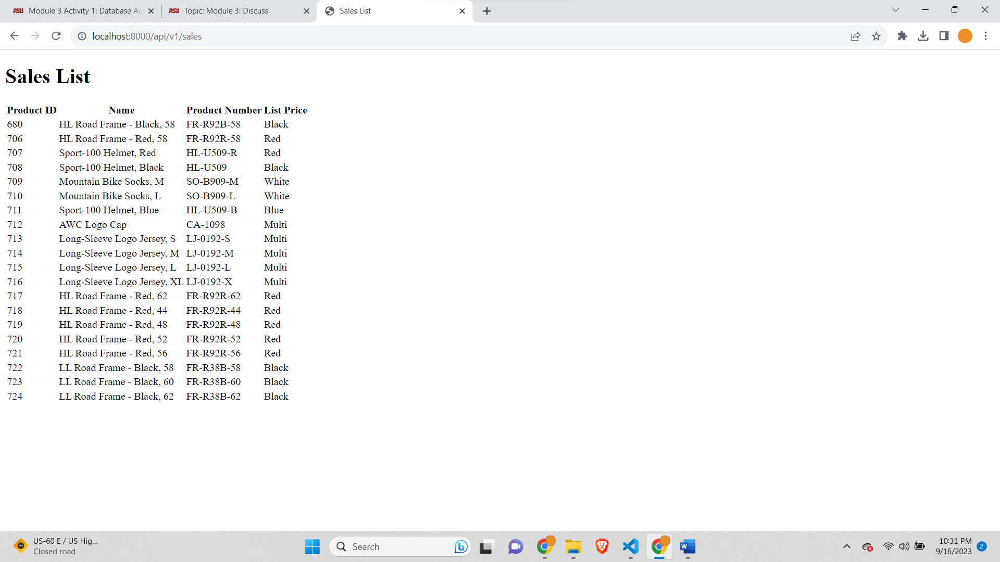 ASU Module 3 Activity 1: Database Ac
ASU Topic: Module 3: Discuss
Sales List
localhost:8000/api/v1/sales
Sales List
Product ID Name Product Number List Price
680 HL Road Frame - Black, 58 FR-R92B-58 Black
706 HL Road Frame - Red, 58 FR-R92R-58 Red
707 Sport-100 Helmet, Red HL-U509-R Red
708 Sport-100 Helmet, Black HL-U509 Black
709 Mountain Bike Socks, M SO-B909-M White
710 Mountain Bike Socks, L SO-B909-L White
711 Sport-100 Helmet, Blue HL-U509-B Blue
712 AWC Logo Cap CA-1098 Multi
713 Long-Sleeve Logo Jersey, S LJ-0192-S Multi
714 Long-Sleeve Logo Jersey, M LJ-0192-M Multi
715 Long-Sleeve Logo Jersey, L LJ-0192-L Multi
716 Long-Sleeve Logo Jersey, XL LJ-0192-X Multi
717 HL Road Frame - Red, 62 FR-R92R-62 Red
718 HL Road Frame - Red, 44 FR-R92R-44 Red
719 HL Road Frame - Red, 48 FR-R92R-48 Red
720 HL Road Frame - Red, 52 FR-R92R-52 Red
721 HL Road Frame - Red, 56 FR-R92R-56 Red
722 LL Road Frame - Black, 58 FR-R38B-58 Black
723 LL Road Frame - Black, 60 FR-R38B-60 Black
724 LL Road Frame - Black, 62 FR-R38B-62 Black
US-60 E / US Hig...
Closed road
Search
W
10:31 PM
9/16/2023
2